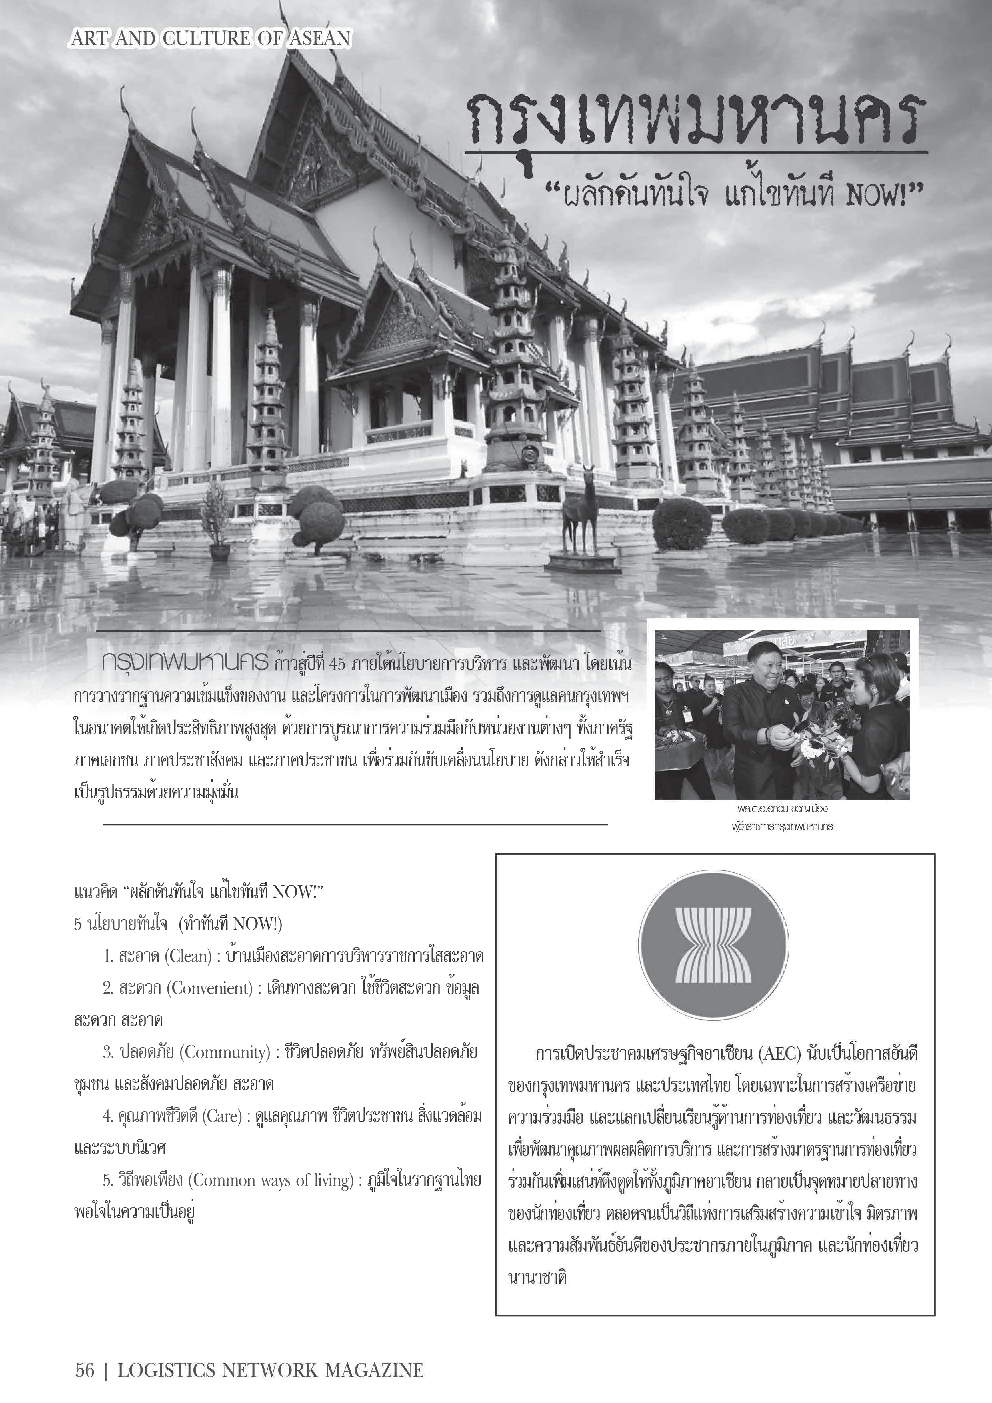 ART AND CULTURE OF ASEAN
กรุงเทพมหานคร
“ผลักดันทันใจ แก้ไขทันที NOW!”
กรุงเทพมหานคร ก้าวสู่ปีที่ 45 ภายใต้นโยบายการบริหาร และพัฒนา โดยเน้น
การวางรากฐานความเข้มแข็งของงาน และโครงการในการพัฒนาเมือง รวมถึงการดูแลคนกรุงเทพฯ
ในอนาคตให้เกิดประสิทธิภาพสูงสุด ด้วยการบูรณาการความร่วมมือกับหน่วยงานต่างๆ ทั้งภาครัฐ
ภาคเอกชน ภาคประชาสังคม และภาคประชาชน เพื่อร่วมกันขับเคลื่อนนโยบาย ดังกล่าวให้สำเร็จ
เป็นรูปธรรมด้วยความมุ่งมั่น
ผู้ว่าราชการกรุงเทพมหานคร
แนวคิด “ผลักดันทันใจ แก้ไขทันที NOW!”
5 นโยบายทันใจ (ทำทันที NOW!)
1. สะอาด (Clean) : บ้านเมืองสะอาดการบริหารราชการใสสะอาด
2. สะดวก (Convenient) : เดินทางสะดวก ใช้ชีวิตสะดวก ข้อมูล
สะดวก สะอาด
3. ปลอดภัย (Community) : ชีวิตปลอดภัย ทรัพย์สินปลอดภัย
ชุมชน และสังคมปลอดภัย สะอาด
4. คุณภาพชีวิตดี (Care) : ดูแลคุณภาพ ชีวิตประชาชน สิ่งแวดล้อม
และระบบนิเวศ
5. วิถีพอเพียง (Common ways of living) : ภูมิใจในรากฐานไทย
พอใจในความเป็นอยู่
การเปิดประชาคมเศรษฐกิจอาเซียน (AEC) นับเป็นโอกาสอันดี
ของกรุงเทพมหานคร และประเทศไทย โดยเฉพาะในการสร้างเครือข่าย
ความร่วมมือ และแลกเปลี่ยนเรียนรู้ด้านการท่องเที่ยว และวัฒนธรรม
เพื่อพัฒนาคุณภาพผลผลิตการบริการ และการสร้างมาตรฐานการท่องเที่ยว
ร่วมกันเพิ่มเสน่ห์ดึงดูดให้ทั้งภูมิภาคอาเซียน กลายเป็นจุดหมายปลายทาง
ของนักท่องเที่ยว ตลอดจนเป็นวิถีแห่งการเสริมสร้างความเข้าใจ มิตรภาพ
และความสัมพันธ์อันดีของประชากรภายในภูมิภาค และนักท่องเที่ยว
นานาชาติ
56 | LOGISTICS NETWORK MAGAZINE